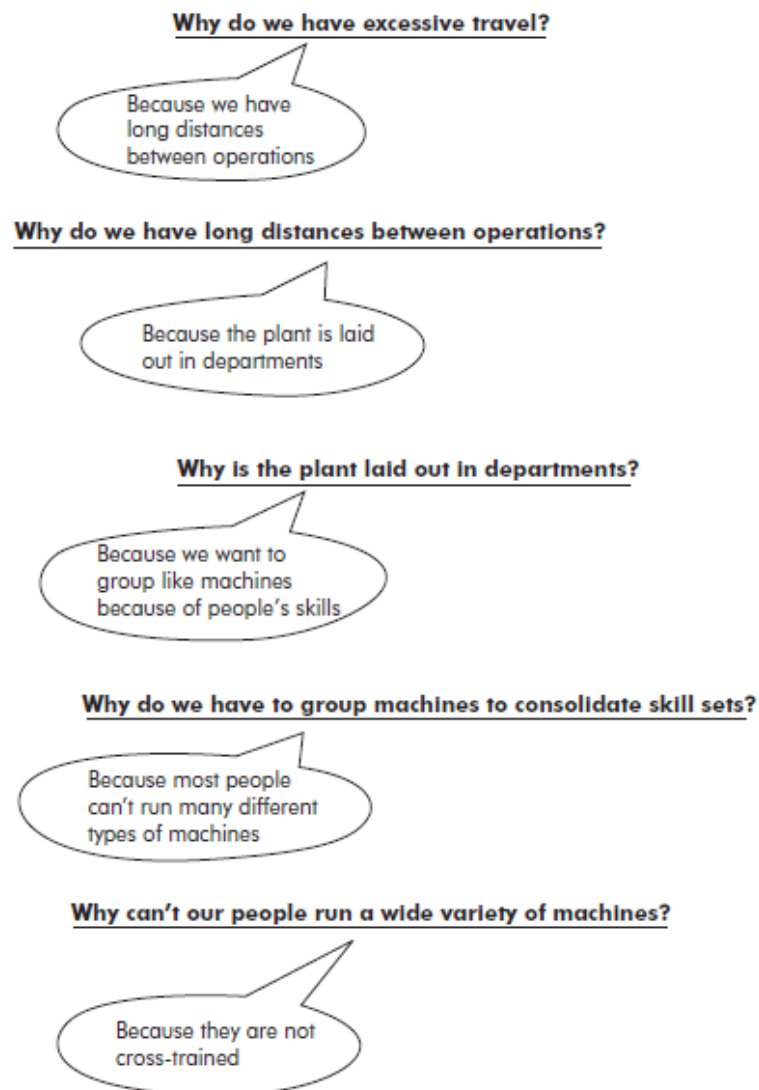 Why do we have excessive travel?
Because we have
long distances
between operations
Why do we have long distances between operations?
Because the plant is laid
out in departments
Why is the plant laid out in departments?
Because we want to
group like machines
because of people's skills
Why do we have to group machines to consolidate skill sets?
Because most people
can't run many different
types of machines
Why can't our people run a wide variety of machines?
Because they are not
cross-trained